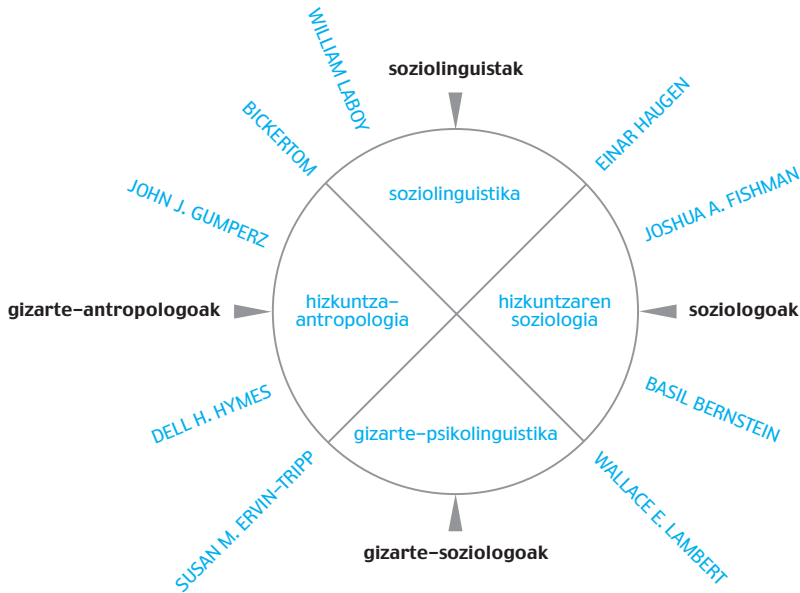 WILLIAM LABOY
soziolinguistak
BICKERTOM
EINAR HAUGEN
JOHN J. GUMPERZ
JOSHUA A. FISHMAN
soziolinguistika
gizarte-antropologoak
hizkuntza-
antropologia
hizkuntzaren
soziologia
soziologoak
DELL H. HYMES
BASIL BERNSTEIN
gizarte-psikolinguistika
SUSAN M. ERVIN-TRIPP
WALLACE E. LAMBERT
gizarte-soziologoak